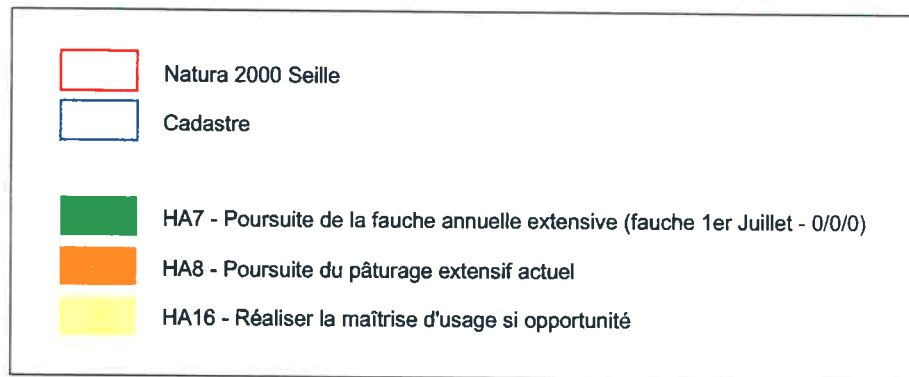 Natura 2000 Seille
Cadastre
HA7 - Poursuite de la fauche annuelle extensive (fauche 1er Juillet - 0/0/0)
HA8 - Poursuite du pâturage extensif actuel
HA16 - Réaliser la maîtrise d'usage si opportunité